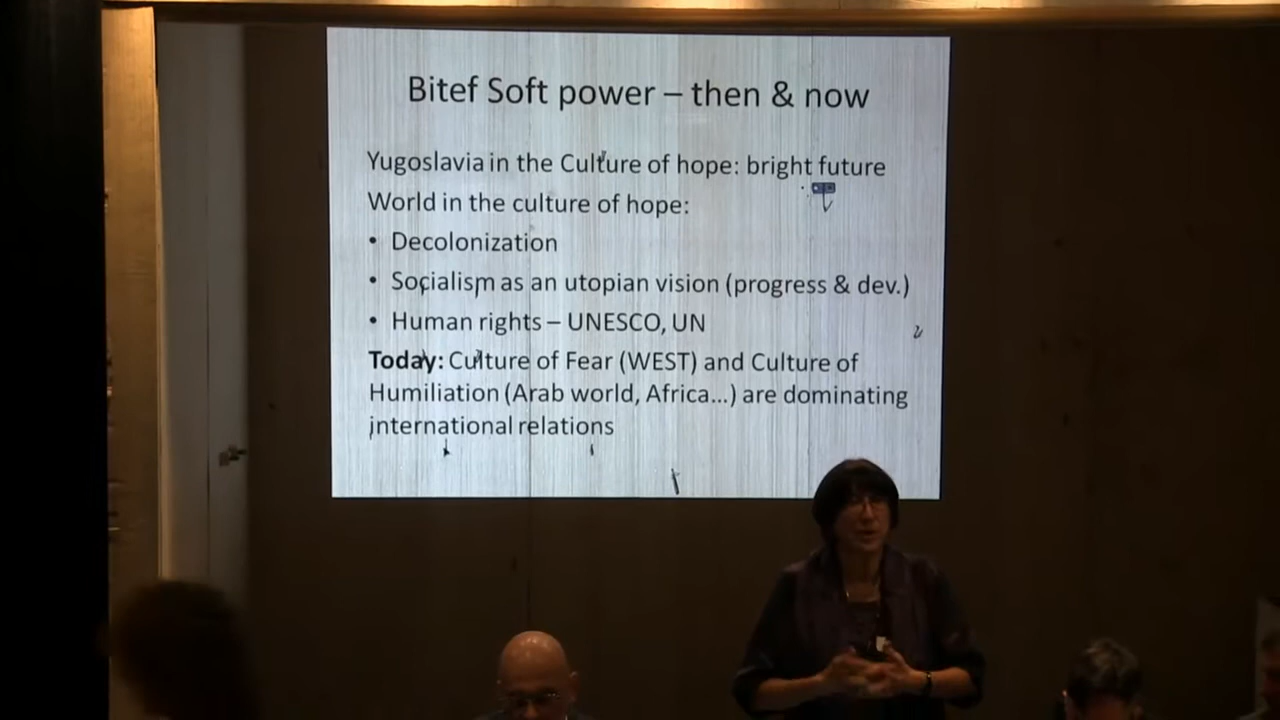 Bitef Soft power – then & now
Yugoslavia in the Culture of hope: bright future
World in the culture of hope:
• Decolonization
• Socialism as an utopian vision (progress & dev.)
• Human rights – UNESCO, UN
Today: Culture of Fear (WEST) and Culture of
Humiliation (Arab world, Africa...) are dominating
international relations